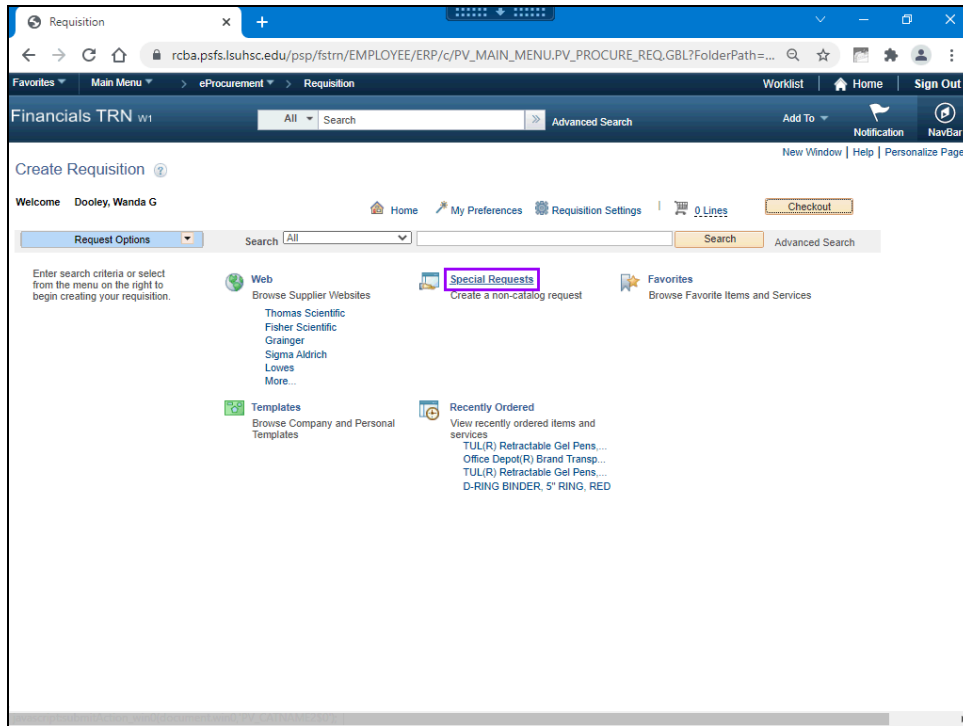 Requisition
rcba.psfs.lsuhsc.edu/psp/fstrn/EMPLOYEE/ERP/c/PV_MAIN_MENU.PV_PROCURE_REQ.GBL?FolderPath=...
Favorites Main Menu > eProcurement > Requisition Worklist Home Sign Out
Financials TRN W1 All Search » Advanced Search Add To Notification NavBar
New Window | Help | Personalize Page
Create Requisition ?
Welcome Dooley, Wanda G Home My Preferences Requisition Settings | 0 Lines Checkout
Request Options Search All Search Advanced Search
Enter search criteria or select
from the menu on the right to
begin creating your requisition.
Web
Browse Supplier Websites
Thomas Scientific
Fisher Scientific
Grainger
Sigma Aldrich
Lowes
More...
Special Requests
Create a non-catalog request
Favorites
Browse Favorite Items and Services
Templates
Browse Company and Personal
Templates
Recently Ordered
View recently ordered items and
services
TUL(R) Retractable Gel Pens,...
Office Depot(R) Brand Transp...
TUL(R) Retractable Gel Pens,...
D-RING BINDER, 5" RING, RED